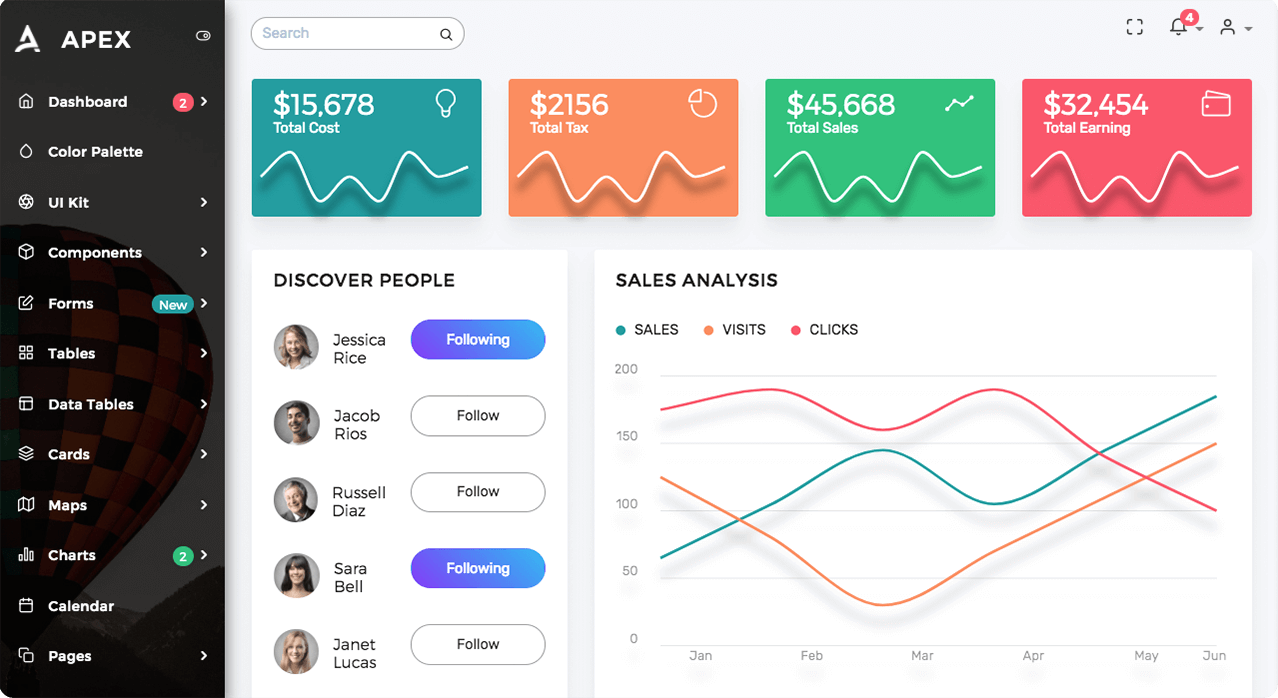 APEX
Dashboard 2
Color Palette
UI Kit
Components
Forms New
Tables
Data Tables
Cards
Maps
Charts 2
Calendar
Pages
Search
4
$15,678
Total Cost
$2156
Total Tax
$45,668
Total Sales
$32,454
Total Earning
DISCOVER PEOPLE
Jessica
Rice
Following
Jacob
Rios
Follow
Russell
Diaz
Follow
Sara
Bell
Following
Janet
Lucas
Follow
SALES ANALYSIS
SALES VISITS CLICKS
200
150
100
50
0
Jan Feb Mar Apr May Jun